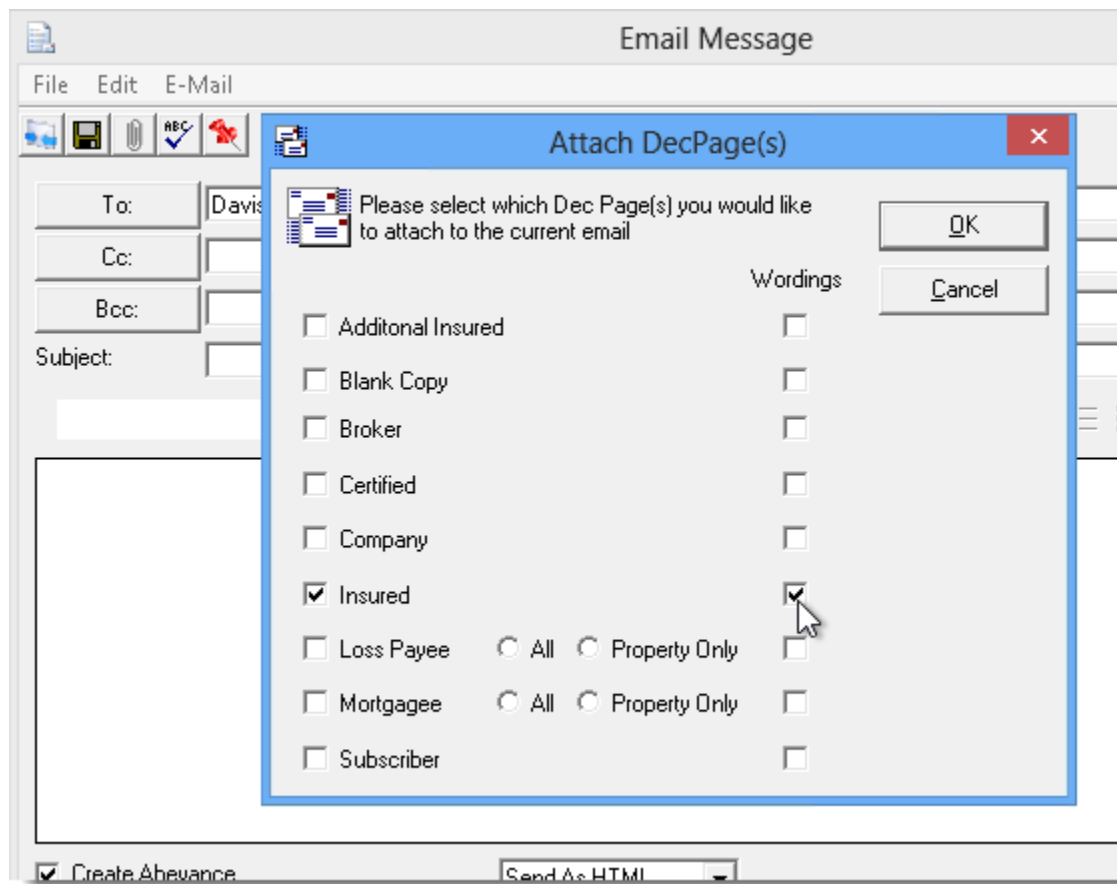 Email Message
File Edit E-Mail
ABC
Attach DecPage(s)
To:
Davis
Please select which Dec Page(s) you would like
to attach to the current email
OK
Cc:
Wordings
Cancel
Bcc:
Additonal Insured
Subject:
Blank Copy
Broker
Certified
Company
Insured
Loss Payee All Property Only
Mortgagee All Property Only
Subscriber
Create Abeyance
Send As HTML